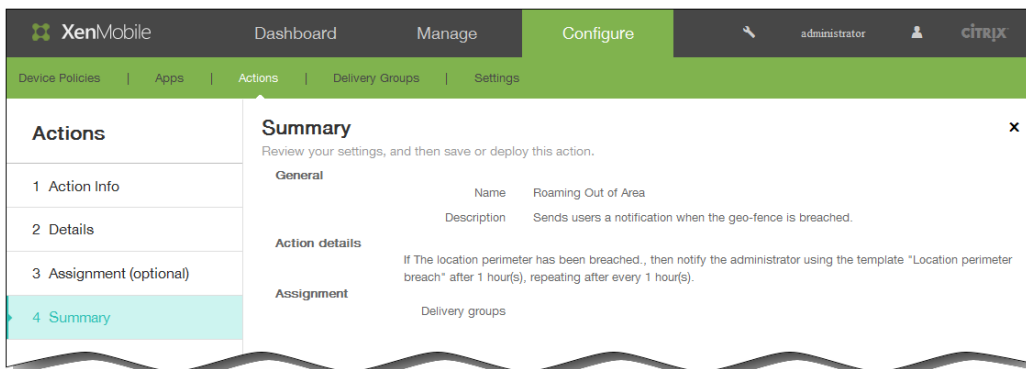 XenMobile Dashboard Manage Configure administrator CİTRIX
Device Policies | Apps | Actions | Delivery Groups | Settings
Actions
1 Action Info
2 Details
3 Assignment (optional)
4 Summary
Summary
Review your settings, and then save or deploy this action.
General
Name Roaming Out of Area
Description Sends users a notification when the geo-fence is breached.
Action details
If The location perimeter has been breached., then notify the administrator using the template "Location perimeter
breach" after 1 hour(s), repeating after every 1 hour(s).
Assignment
Delivery groups